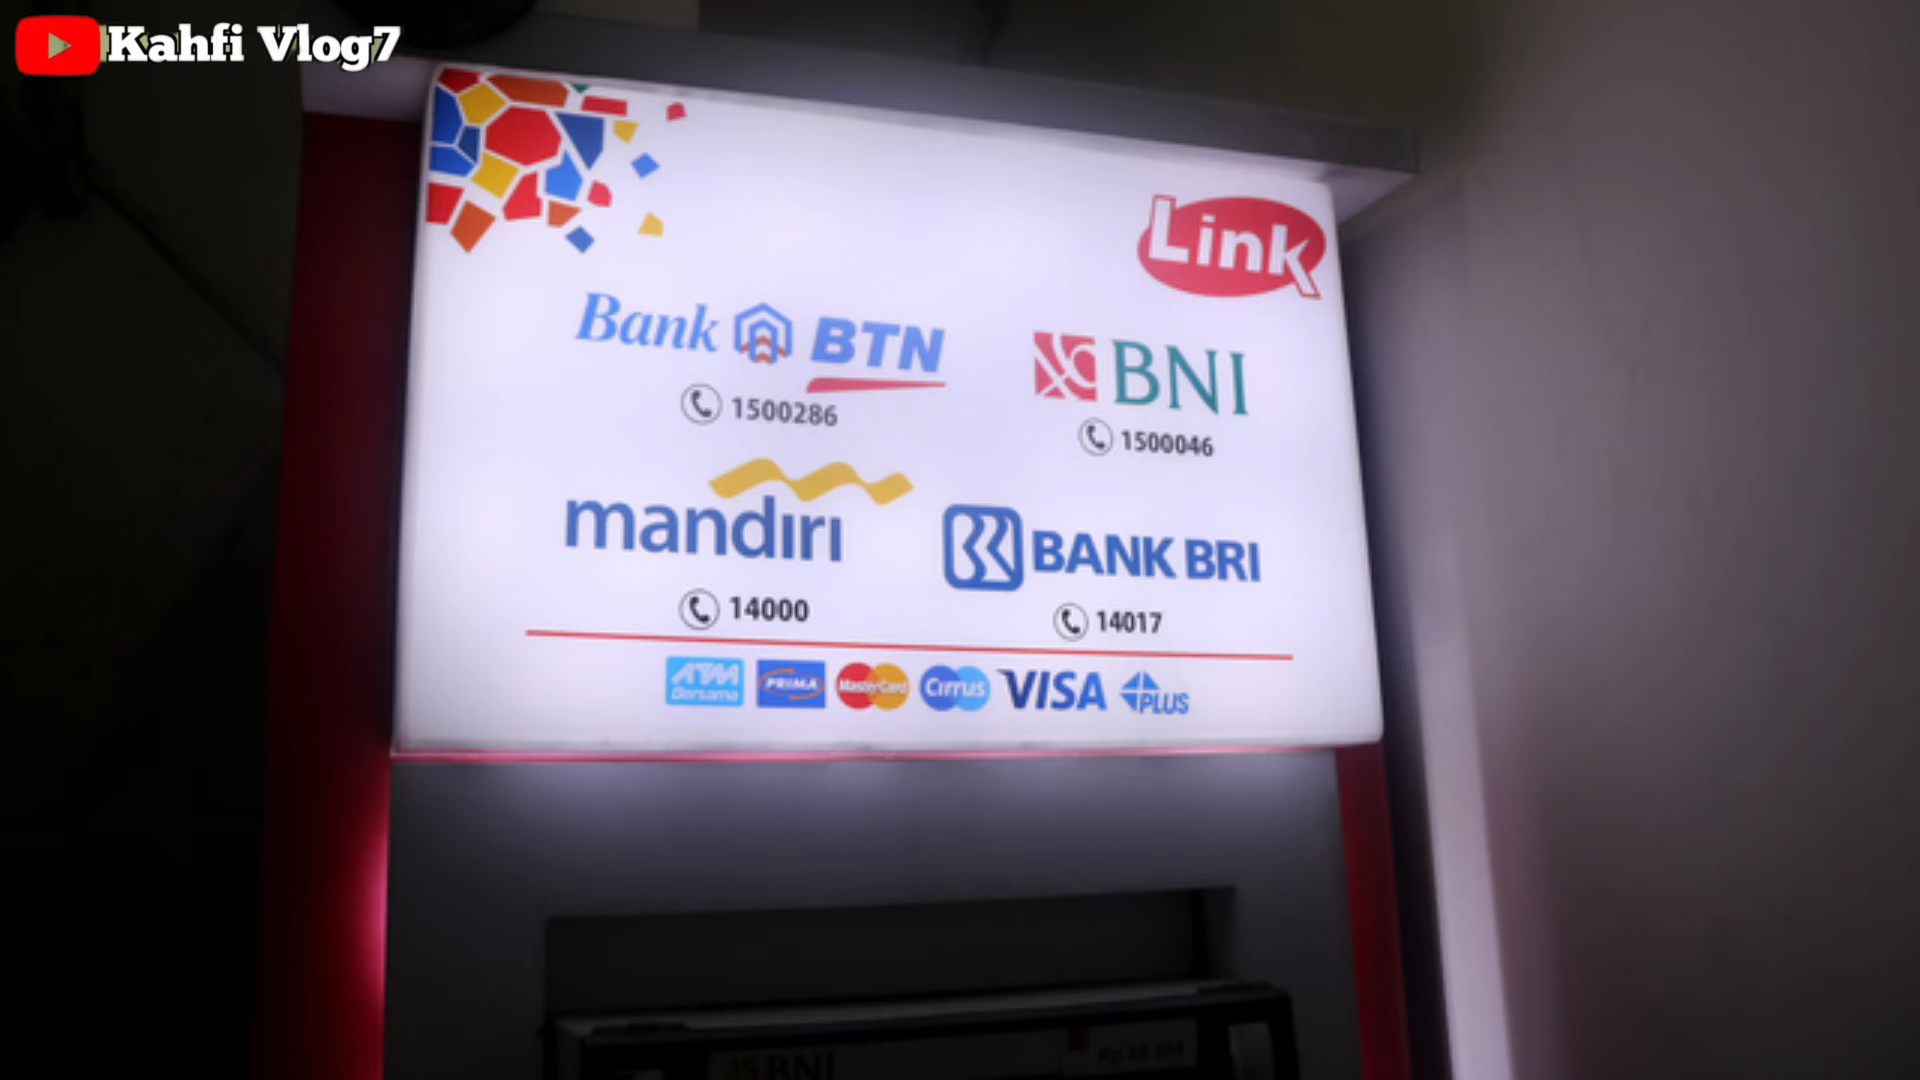 Kahfi Vlog7
Link
Bank BTN
1500286
BNI
1500046
mandiri
14000
BANK BRI
14017
ATM Bersama PRIMA MasterCard Cirrus VISA PLUS
BNI